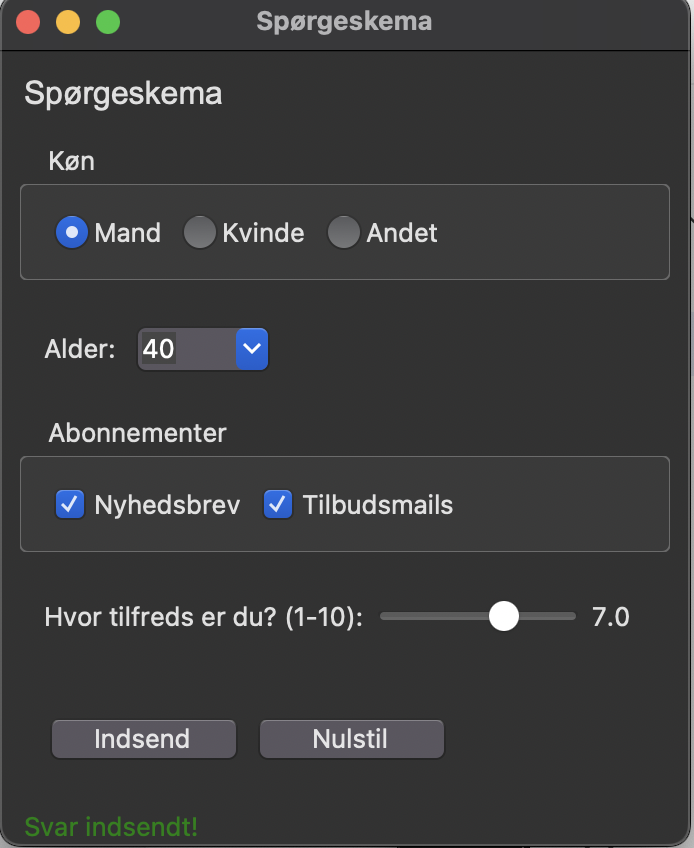 Spørgeskema
Spørgeskema
Køn
Mand Kvinde Andet
Alder: 40
Abonnementer
Nyhedsbrev Tilbudsmails
Hvor tilfreds er du? (1-10): 7.0
Indsend Nulstil
Svar indsendt!